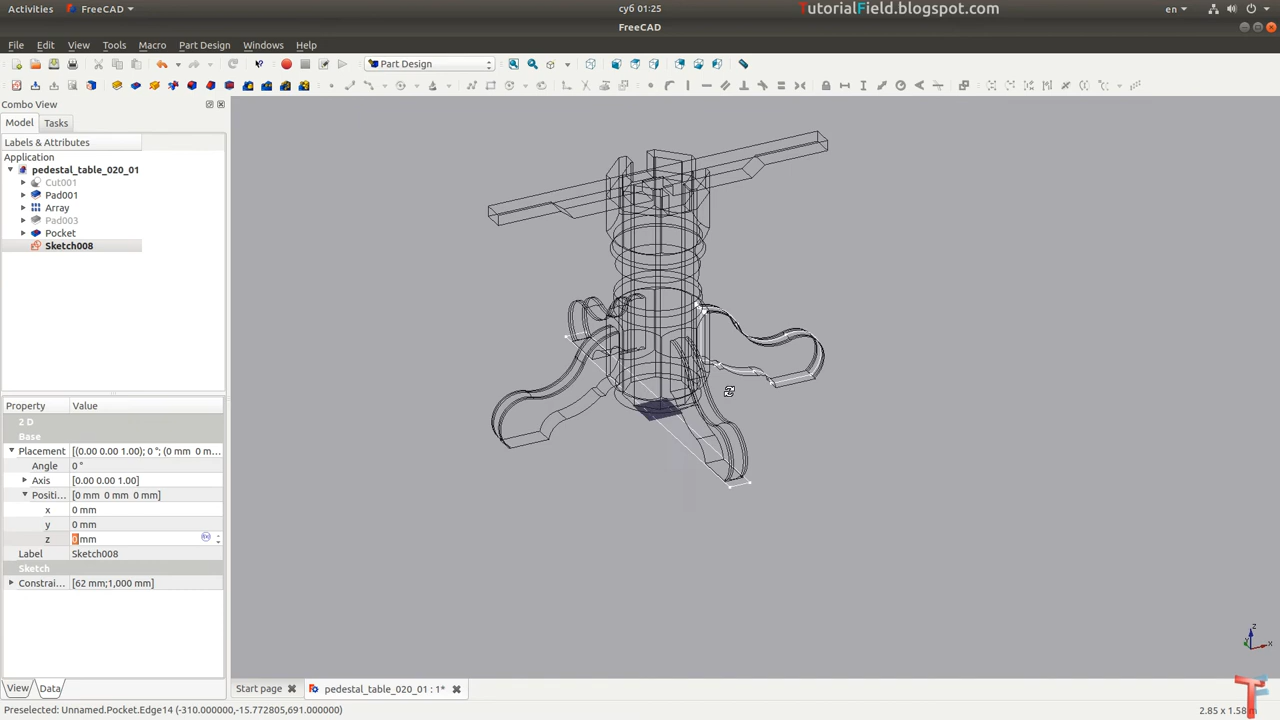 Activities FreeCAD суб 01:25 TutorialField.blogspot.com en
FreeCAD
File Edit View Tools Macro Part Design Windows Help
Part Design
Combo View
Model Tasks
Labels & Attributes
Application
pedestal_table_020_01
Cut001
Pad001
Array
Pad003
Pocket
Sketch008
Property Value
2 D
Base
Placement [(0.00 0.00 1.00); 0 °; (0 mm 0 m...
Angle 0 °
Axis [0.00 0.00 1.00]
Positi... [0 mm 0 mm 0 mm]
x 0 mm
y 0 mm
z 0 mm
Label Sketch008
Sketch
Constrai... [62 mm;1,000 mm]
View Data
Start page pedestal_table_020_01 : 1*
Preselected: Unnamed.Pocket.Edge14 (-310.000000,-15.772805,691.000000) 2.85 x 1.58 m
z
x